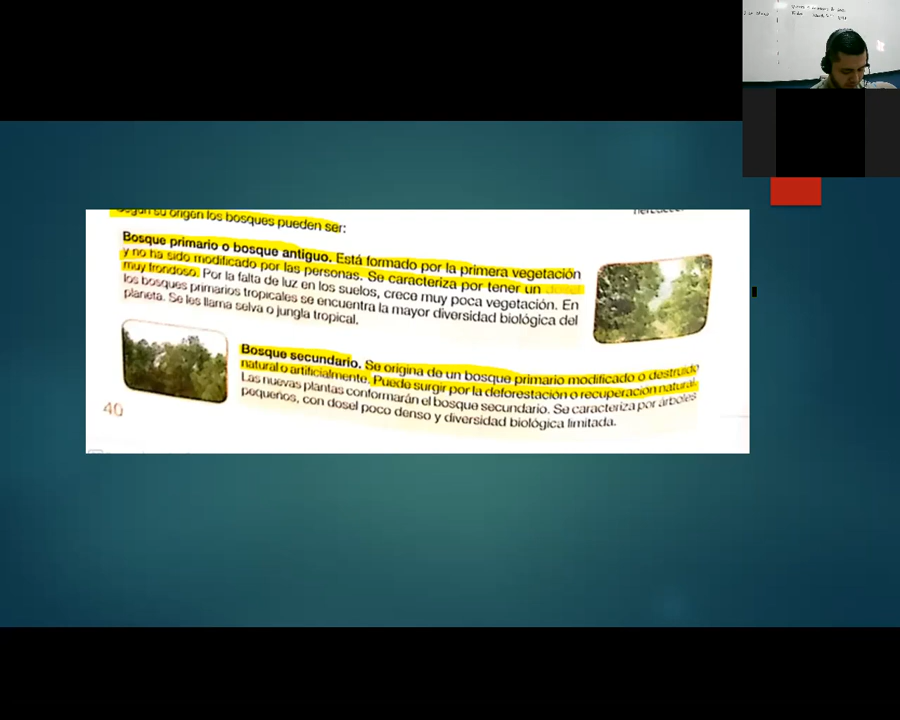 Según su origen los bosques pueden ser:
Bosque primario o bosque antiguo. Está formado por la primera vegetación
y no ha sido modificado por las personas. Se caracteriza por tener un dosel
muy frondoso. Por la falta de luz en los suelos, crece muy poca vegetación. En
los bosques primarios tropicales se encuentra la mayor diversidad biológica del
planeta. Se les llama selva o jungla tropical.
Bosque secundario. Se origina de un bosque primario modificado o destruido
natural o artificialmente. Puede surgir por la deforestación o recuperación natural.
Las nuevas plantas conformarán el bosque secundario. Se caracteriza por árboles
pequeños, con dosel poco denso y diversidad biológica limitada.
40